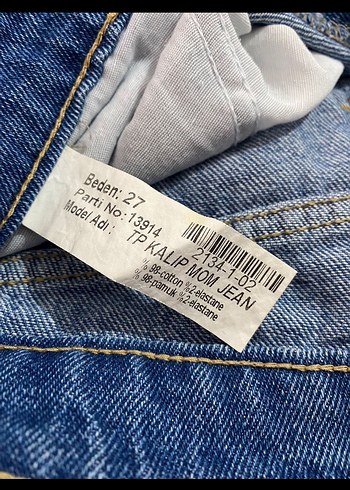 Beden: 27
Parti No: 13914
2134-1-02
Model Adı : TP KALIP MOM JEAN
% 98-cotton %2-elastane
% 98-pamuk %2-elastane